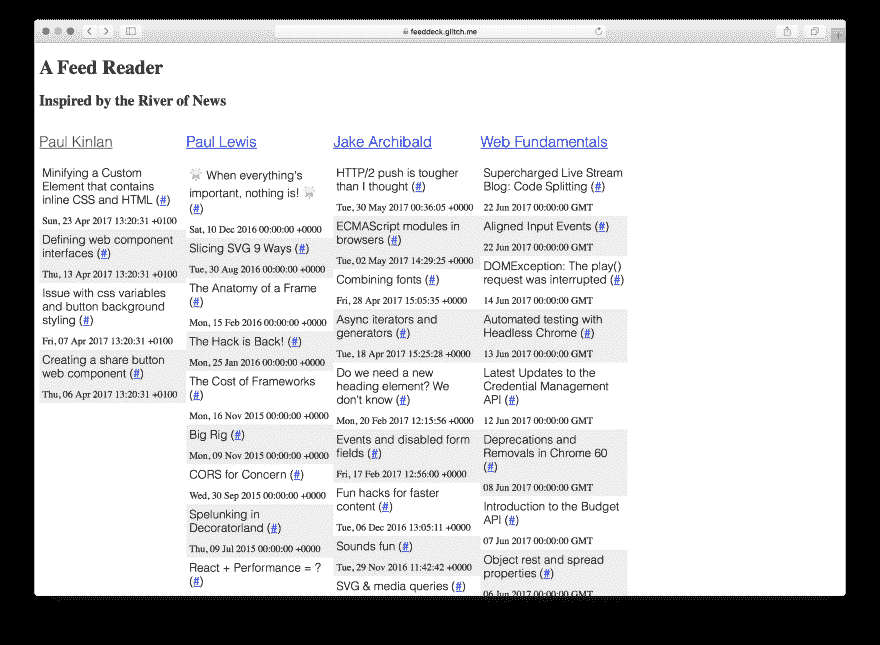 feeddeck.glitch.me
A Feed Reader
Inspired by the River of News
Paul Kinlan
Minifying a Custom
Element that contains
inline CSS and HTML (#)
Sun, 23 Apr 2017 13:20:31 +0100
Defining web component
interfaces (#)
Thu, 13 Apr 2017 13:20:31 +0100
Issue with css variables
and button background
styling (#)
Fri, 07 Apr 2017 13:20:31 +0100
Creating a share button
web component (#)
Thu, 06 Apr 2017 13:20:31 +0100
Paul Lewis
When everything's
important, nothing is!
(#)
Sat, 10 Dec 2016 00:00:00 +0000
Slicing SVG 9 Ways (#)
Tue, 30 Aug 2016 00:00:00 +0000
The Anatomy of a Frame
(#)
Mon, 15 Feb 2016 00:00:00 +0000
The Hack is Back! (#)
Mon, 25 Jan 2016 00:00:00 +0000
The Cost of Frameworks
(#)
Mon, 16 Nov 2015 00:00:00 +0000
Big Rig (#)
Mon, 09 Nov 2015 00:00:00 +0000
CORS for Concern (#)
Wed, 30 Sep 2015 00:00:00 +0000
Spelunking in
Decoratorland (#)
Thu, 09 Jul 2015 00:00:00 +0000
React + Performance = ?
(#)
Jake Archibald
HTTP/2 push is tougher
than I thought (#)
Tue, 30 May 2017 00:36:05 +0000
ECMAScript modules in
browsers (#)
Tue, 02 May 2017 14:29:25 +0000
Combining fonts (#)
Fri, 28 Apr 2017 15:05:35 +0000
Async iterators and
generators (#)
Tue, 18 Apr 2017 15:25:28 +0000
Do we need a new
heading element? We
don't know (#)
Mon, 20 Feb 2017 12:15:56 +0000
Events and disabled form
fields (#)
Fri, 17 Feb 2017 12:56:00 +0000
Fun hacks for faster
content (#)
Tue, 06 Dec 2016 13:05:11 +0000
Sounds fun (#)
Tue, 29 Nov 2016 11:42:42 +0000
SVG & media queries (#)
Web Fundamentals
Supercharged Live Stream
Blog: Code Splitting (#)
22 Jun 2017 00:00:00 GMT
Aligned Input Events (#)
22 Jun 2017 00:00:00 GMT
DOMException: The play()
request was interrupted (#)
14 Jun 2017 00:00:00 GMT
Automated testing with
Headless Chrome (#)
13 Jun 2017 00:00:00 GMT
Latest Updates to the
Credential Management
API (#)
12 Jun 2017 00:00:00 GMT
Deprecations and
Removals in Chrome 60
(#)
08 Jun 2017 00:00:00 GMT
Introduction to the Budget
API (#)
07 Jun 2017 00:00:00 GMT
Object rest and spread
properties (#)
06 Jun 2017 00:00:00 GMT